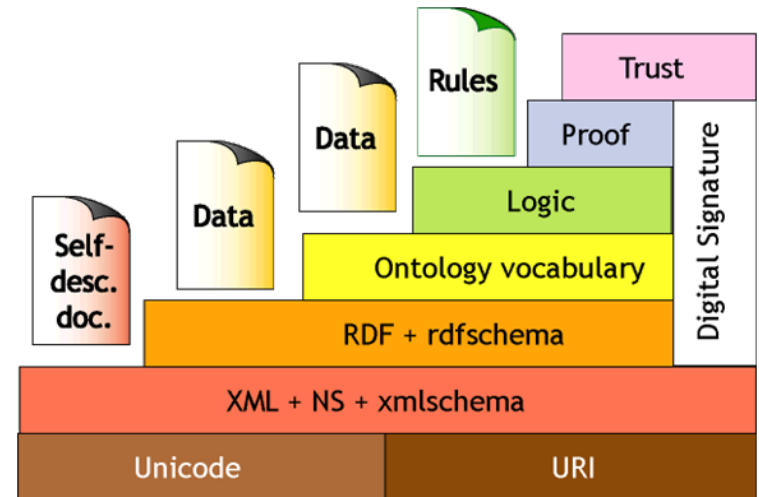 Rules
Trust
Data
Proof
Digital Signature
Data
Logic
Self-
desc.
doc.
Ontology vocabulary
RDF + rdfschema
XML + NS + xmlschema
Unicode
URI